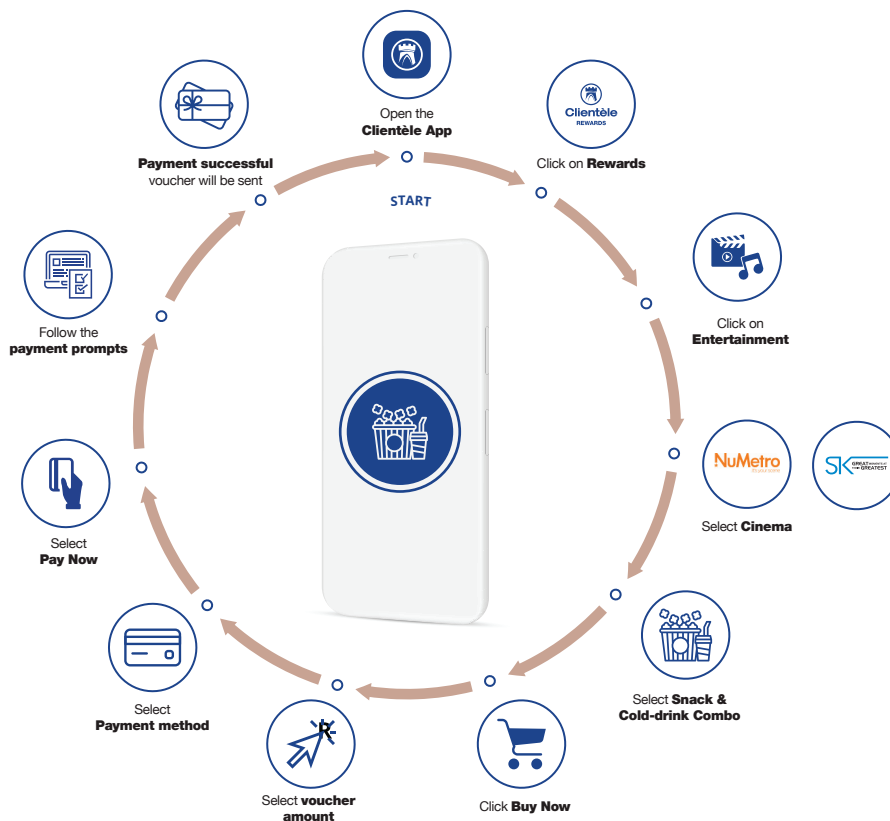 Open the
Clientèle App
START
Clientèle
REWARDS
Click on Rewards
Click on
Entertainment
NuMetro
SK
GREAT
GREATEST
Select Cinema
Select Snack &
Cold-drink Combo
Click Buy Now
R
Select voucher
amount
Select
Payment method
Select
Pay Now
Follow the
payment prompts
Payment successful
voucher will be sent